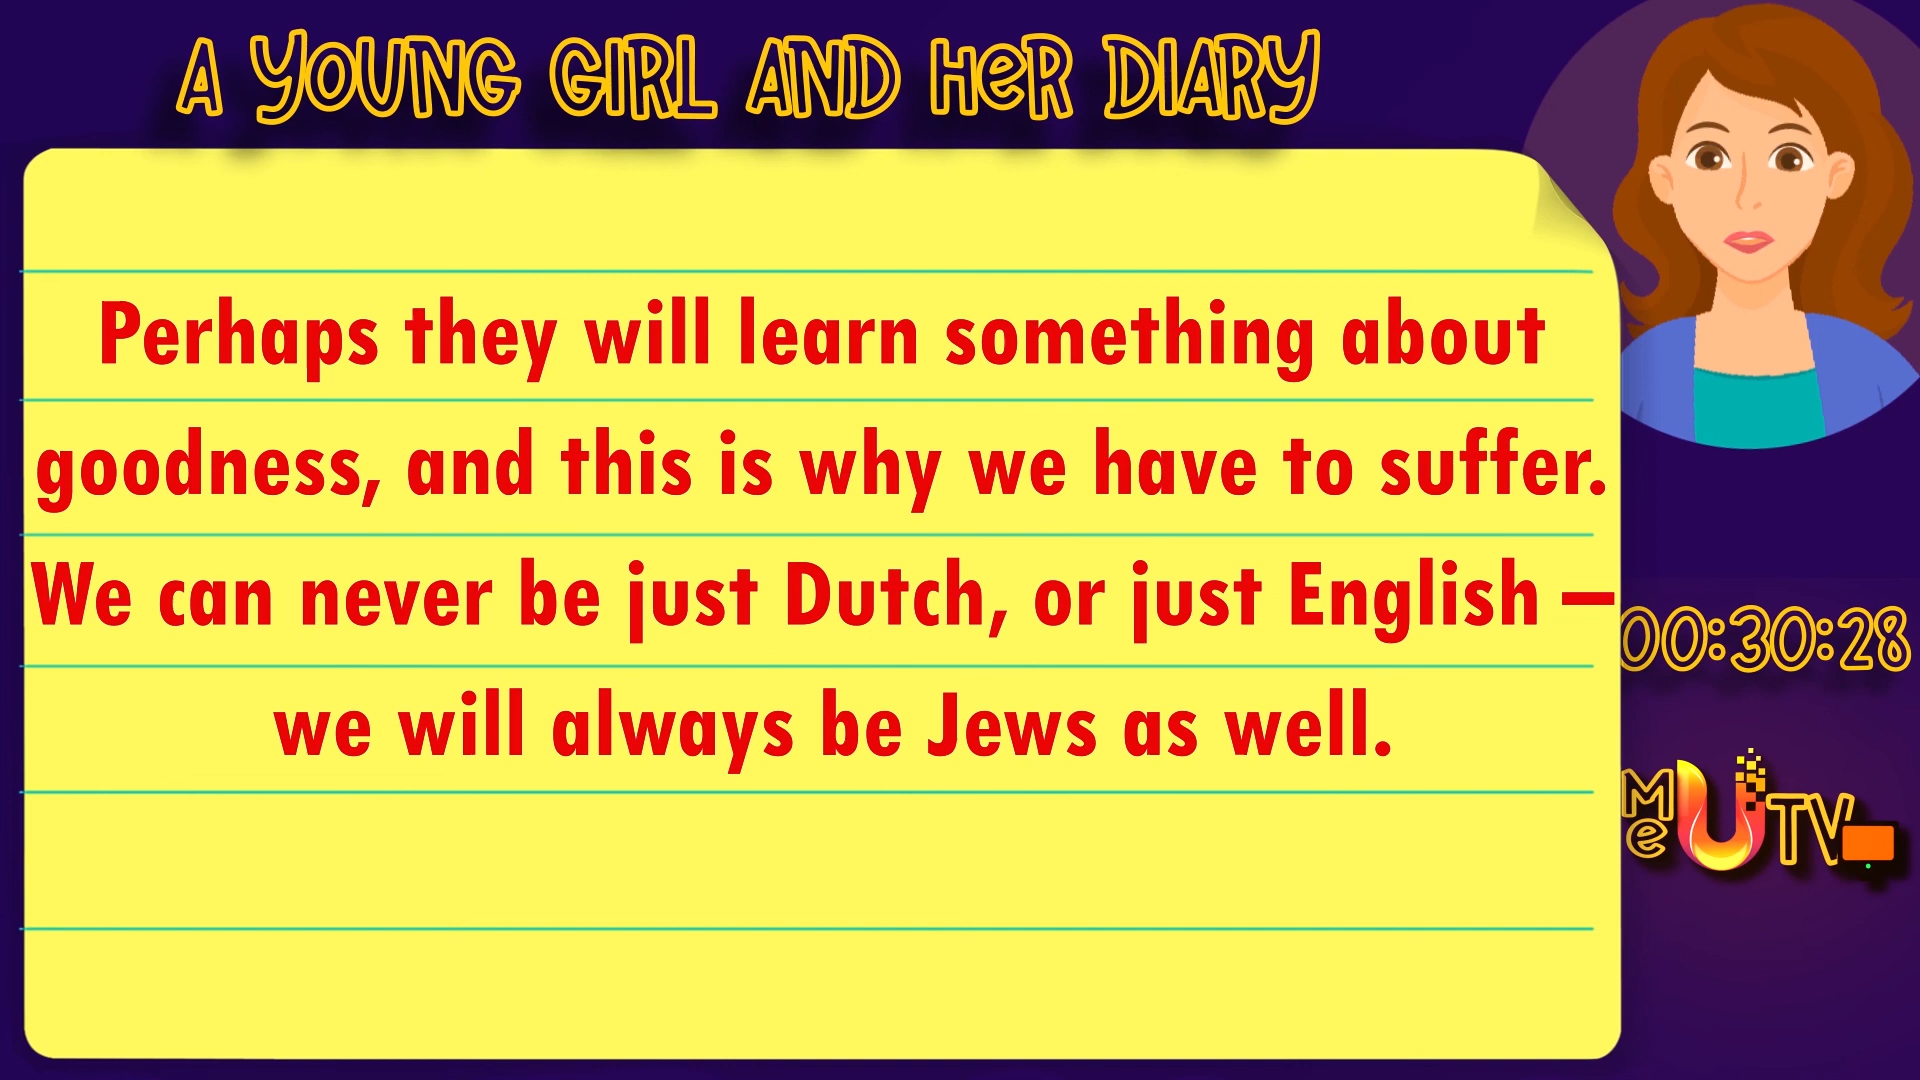 A YOUNG GIRL AND HeR DIARY
Perhaps they will learn something about
goodness, and this is why we have to suffer.
We can never be just Dutch, or just English –
we will always be Jews as well.
00:30:28
Me U TV